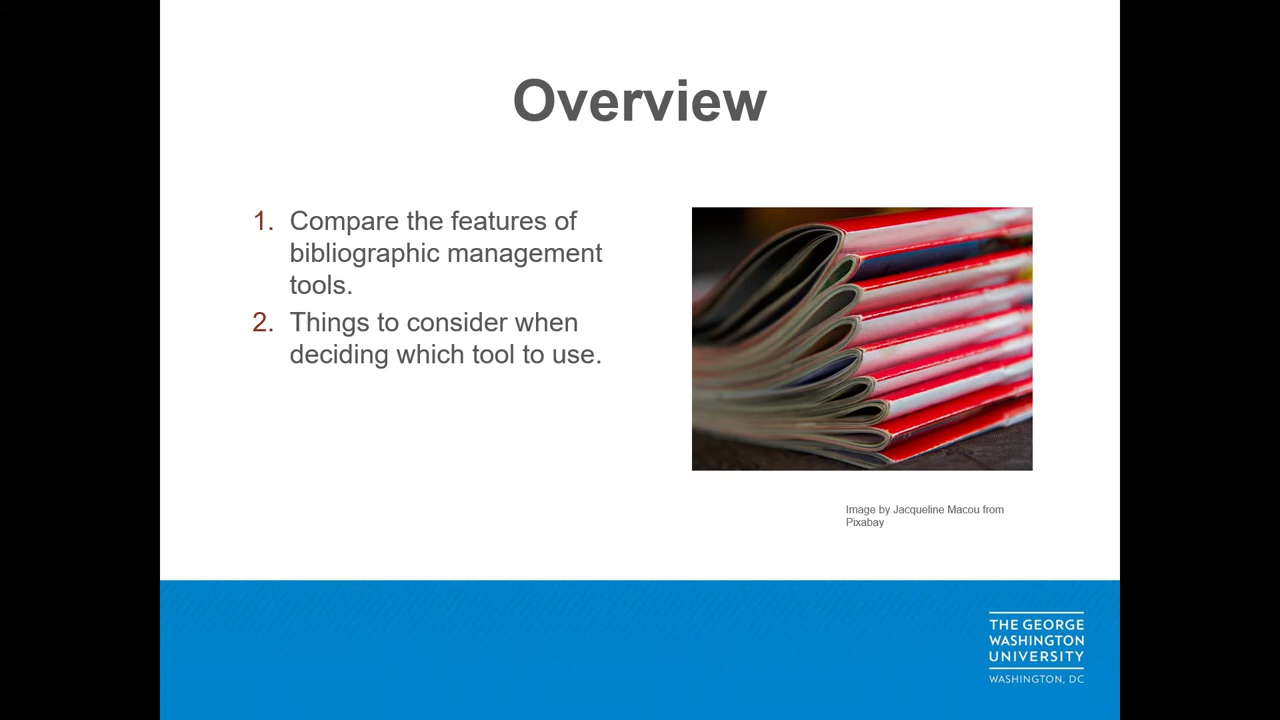 Overview
1. Compare the features of
bibliographic management
tools.
2. Things to consider when
deciding which tool to use.
Image by Jacqueline Macou from
Pixabay
THE GEORGE
WASHINGTON
UNIVERSITY
WASHINGTON, DC